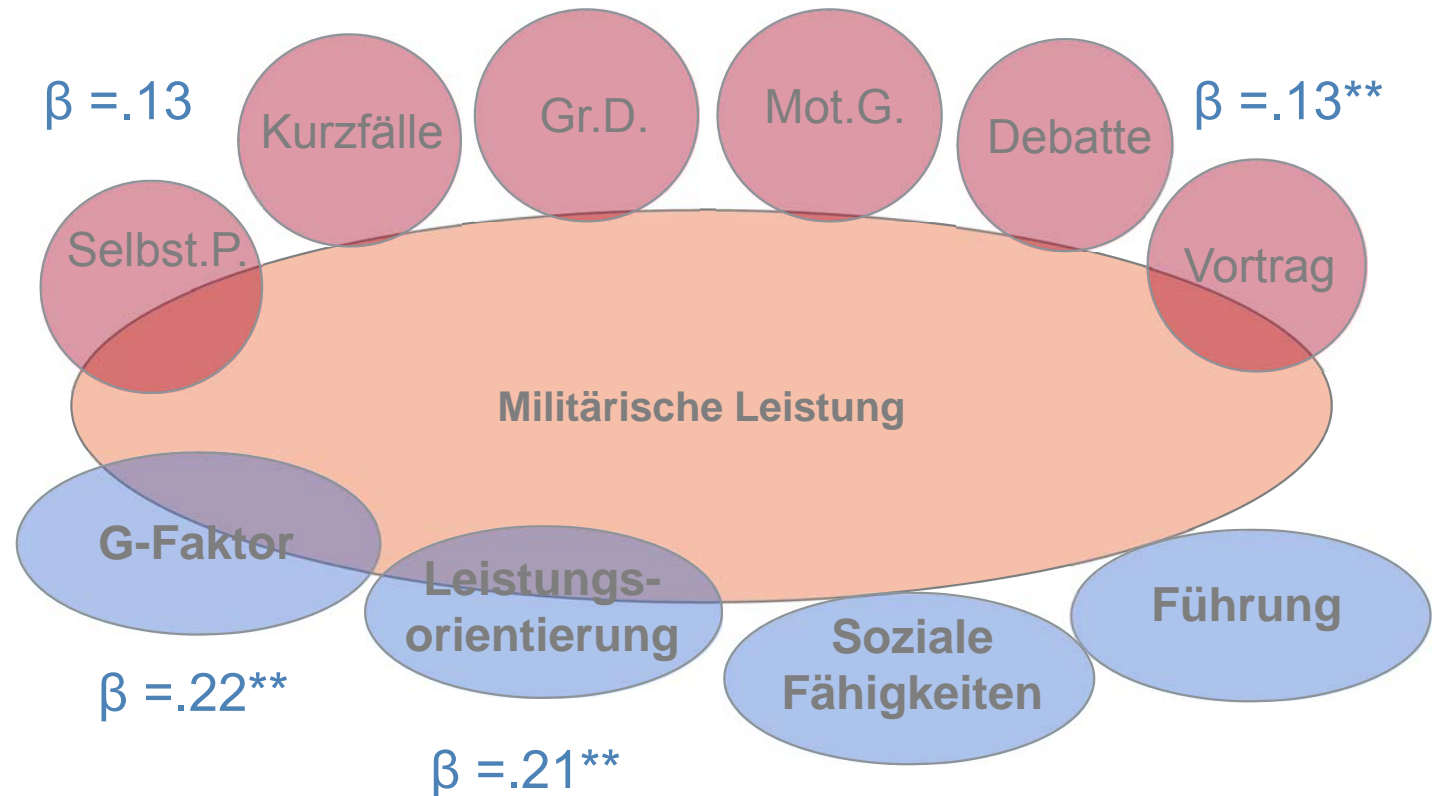 β =.13
Kurzfälle
Gr.D.
Mot.G.
Debatte
β =.13**
Selbst.P.
Vortrag
Militärische Leistung
G-Faktor
Leistungs-
orientierung
Soziale
Fähigkeiten
Führung
β =.22**
β =.21**